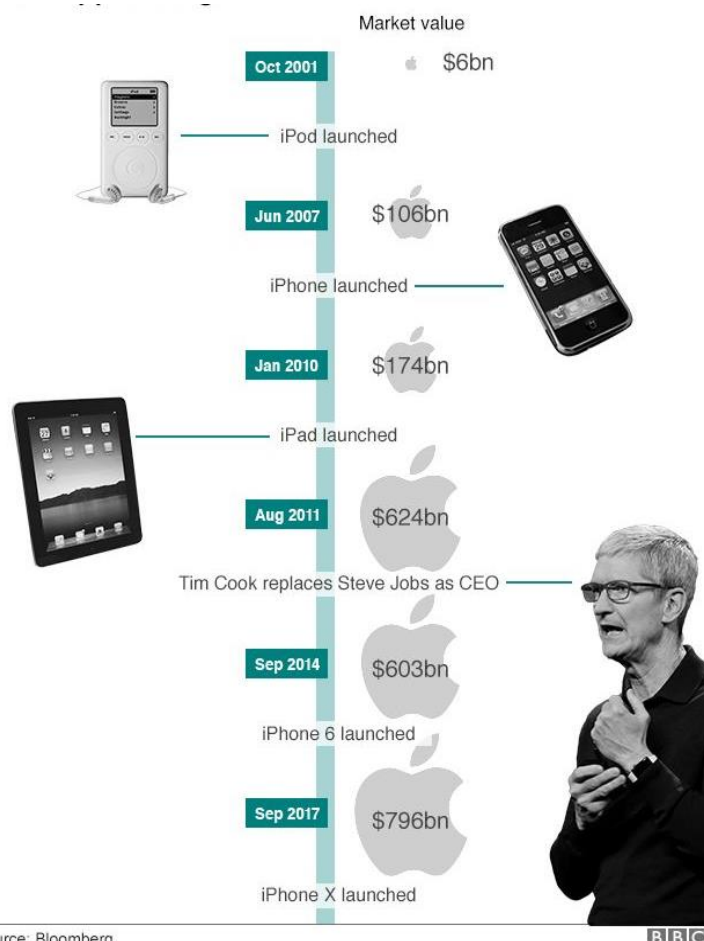 Market value
Oct 2001
$6bn
iPod launched
Jun 2007
$106bn
iPhone launched
Jan 2010
$174bn
iPad launched
Aug 2011
$624bn
Tim Cook replaces Steve Jobs as CEO
Sep 2014
$603bn
iPhone 6 launched
Sep 2017
$796bn
iPhone X launched
Bloomberg
BBC